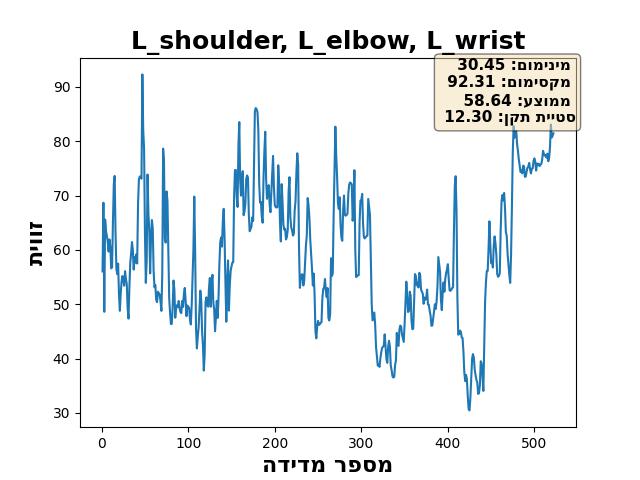 L_shoulder, L_elbow, L_wrist
מינימום: 30.45
מקסימום: 92.31
ממוצע: 58.64
סטיית תקן: 12.30
זווית
90
80
70
60
50
40
30
0 100 200 300 400 500
מספר מדידה